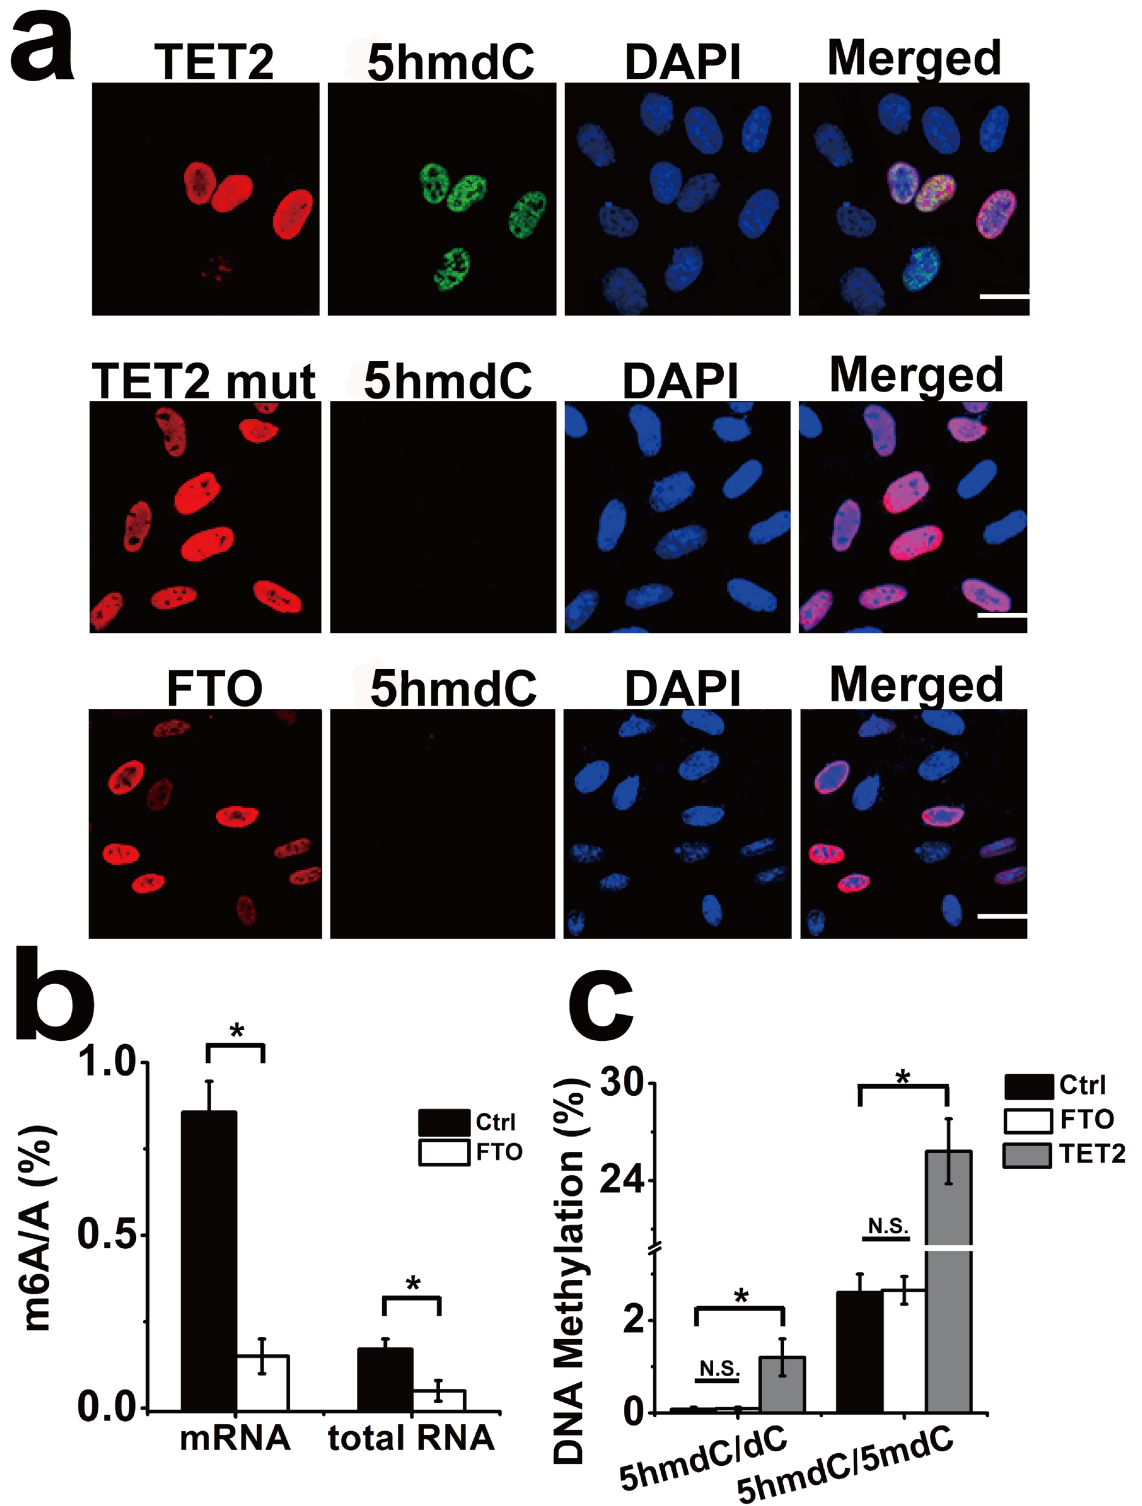 a
TET2 5hmdC DAPI Merged
TET2 mut 5hmdC DAPI Merged
FTO 5hmdC DAPI Merged
b
m6A/A (%)
1.0
0.5
0.0
*
*
Ctrl
FTO
mRNA total RNA
c
DNA Methylation (%)
30
24
2
0
*
N.S.
*
N.S.
Ctrl
FTO
TET2
5hmdC/dC 5hmdC/5mdC